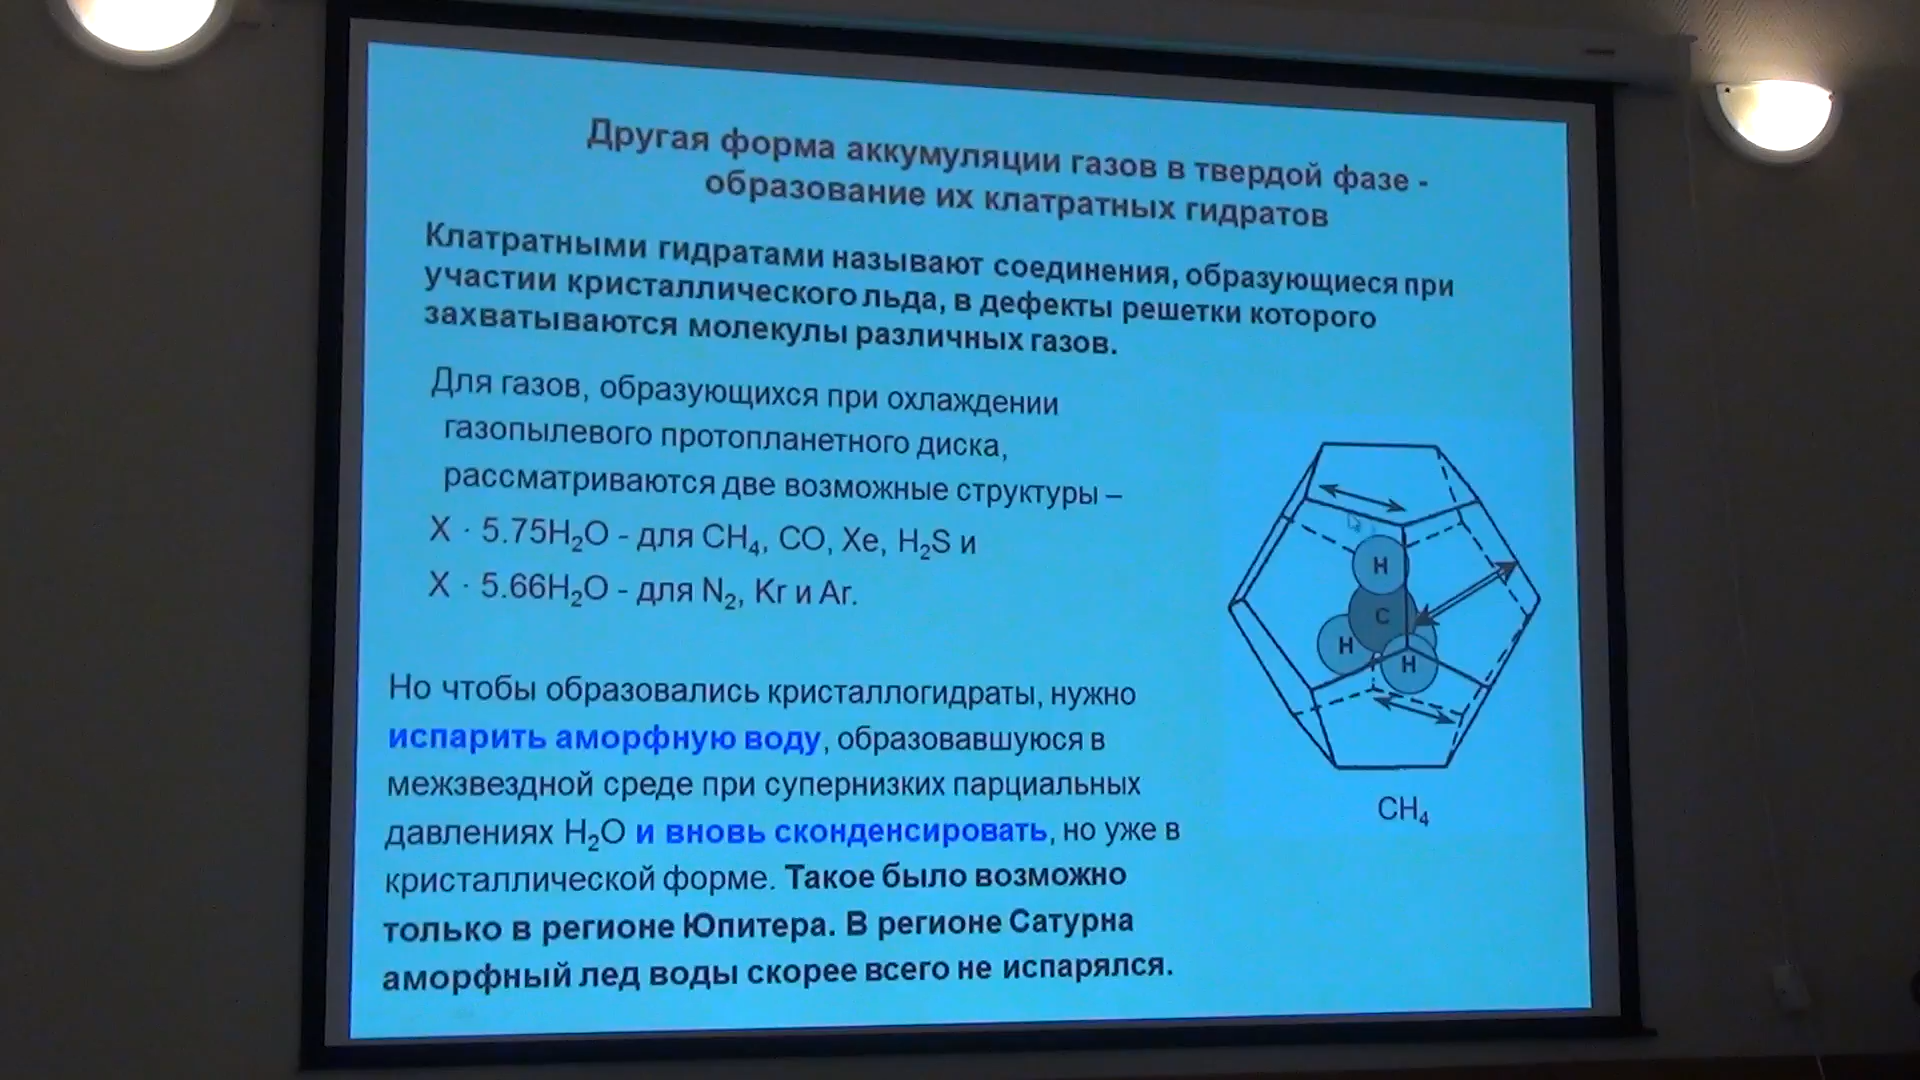 Другая форма аккумуляции газов в твердой фазе -
образование их клатратных гидратов
Клатратными гидратами называют соединения, образующиеся при
участии кристаллического льда, в дефекты решетки которого
захватываются молекулы различных газов.
Для газов, образующихся при охлаждении
газопылевого протопланетного диска,
рассматриваются две возможные структуры –
X · 5.75H₂O - для CH₄, CO, Xe, H₂S и
X · 5.66H₂O - для N₂, Kr и Ar.
H
C
H
H
CH₄
Но чтобы образовались кристаллогидраты, нужно
испарить аморфную воду, образовавшуюся в
межзвездной среде при супернизких парциальных
давлениях H₂O и вновь сконденсировать, но уже в
кристаллической форме. Такое было возможно
только в регионе Юпитера. В регионе Сатурна
аморфный лед воды скорее всего не испарялся.